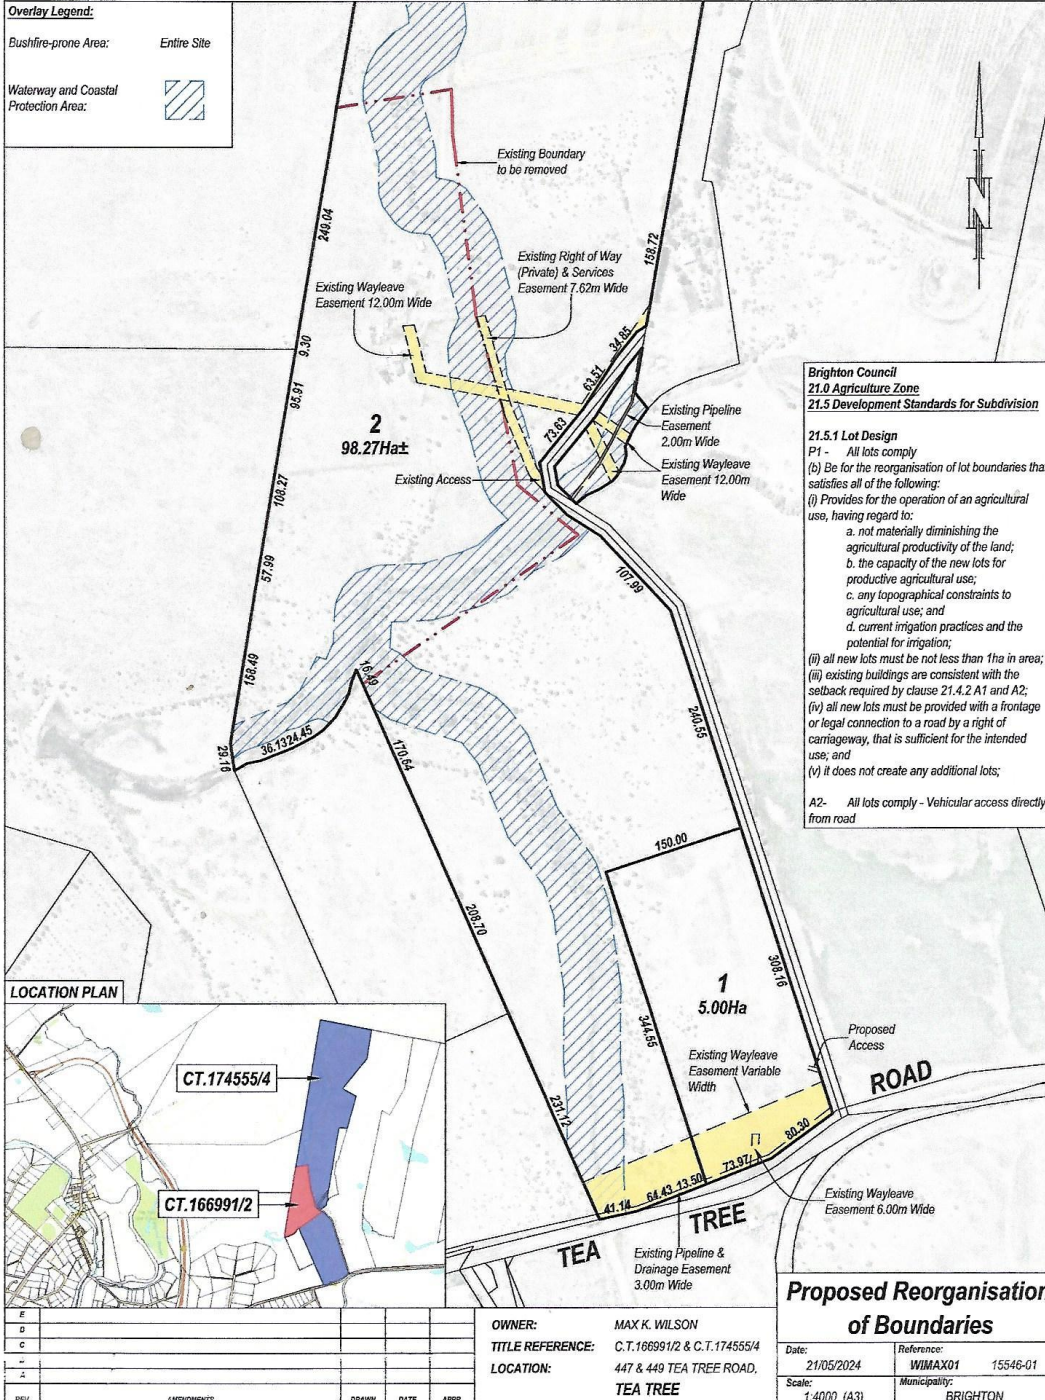 Overlay Legend:
Bushfire-prone Area: Entire Site
Waterway and Coastal
Protection Area:
Existing Boundary
to be removed
249.04
158.72
Existing Right of Way
(Private) & Services
Easement 7.62m Wide
Existing Wayleave
Easement 12.00m Wide
9.30
34.85
63.51
95.91
73.63
2
98.27Ha±
Existing Pipeline
Easement
2.00m Wide
Existing Wayleave
Easement 12.00m
Wide
Existing Access
108.27
57.99
107.99
158.49
16.49
36.13 24.45
29.16
170.64
240.55
150.00
208.70
308.16
344.55
231.12
1
5.00Ha
Proposed
Access
Existing Wayleave
Easement Variable
Width
41.14
64.43
13.50
73.97
80.30
Existing Wayleave
Easement 6.00m Wide
Existing Pipeline &
Drainage Easement
3.00m Wide
TEA TREE ROAD
N
Brighton Council
21.0 Agriculture Zone
21.5 Development Standards for Subdivision
21.5.1 Lot Design
P1 - All lots comply
(b) Be for the reorganisation of lot boundaries tha
satisfies all of the following:
(i) Provides for the operation of an agricultural
use, having regard to:
a. not materially diminishing the
agricultural productivity of the land;
b. the capacity of the new lots for
productive agricultural use;
c. any topographical constraints to
agricultural use; and
d. current irrigation practices and the
potential for irrigation;
(ii) all new lots must be not less than 1ha in area;
(iii) existing buildings are consistent with the
setback required by clause 21.4.2 A1 and A2;
(iv) all new lots must be provided with a frontage
or legal connection to a road by a right of
carriageway, that is sufficient for the intended
use; and
(v) it does not create any additional lots;
A2- All lots comply - Vehicular access directly
from road
LOCATION PLAN
CT.174555/4
CT.166991/2
E
D
C
A
REV. AMENDMENTS DRAWN DATE APPR.
OWNER: MAX K. WILSON
TITLE REFERENCE: C.T.166991/2 & C.T.174555/4
LOCATION: 447 & 449 TEA TREE ROAD,
TEA TREE
Proposed Reorganisation
of Boundaries
Date: 21/05/2024
Reference: WIMAX01 15546-01
Scale: 1:4000 (A3)
Municipality: BRIGHTON